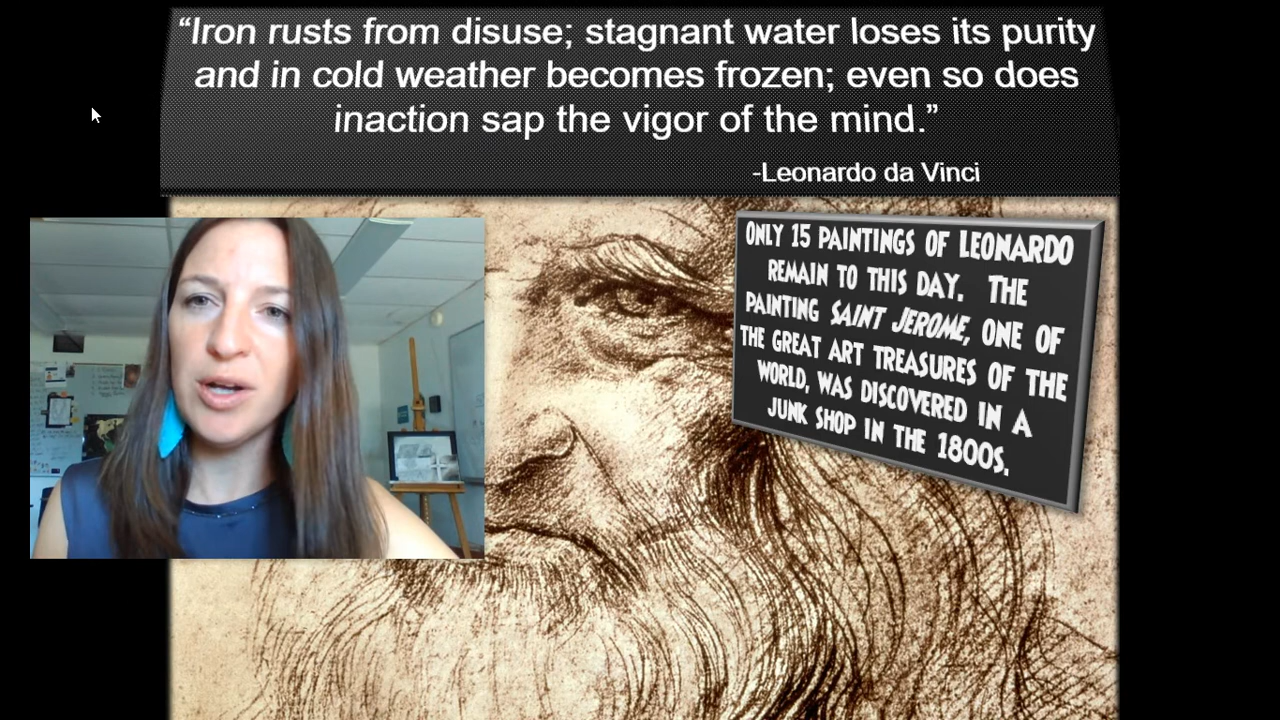 “Iron rusts from disuse; stagnant water loses its purity
and in cold weather becomes frozen; even so does
inaction sap the vigor of the mind.”
-Leonardo da Vinci
ONLY 15 PAINTINGS OF LEONARDO
REMAIN TO THIS DAY. THE
PAINTING SAINT JEROME, ONE OF
THE GREAT ART TREASURES OF THE
WORLD, WAS DISCOVERED IN A
JUNK SHOP IN THE 1800S.